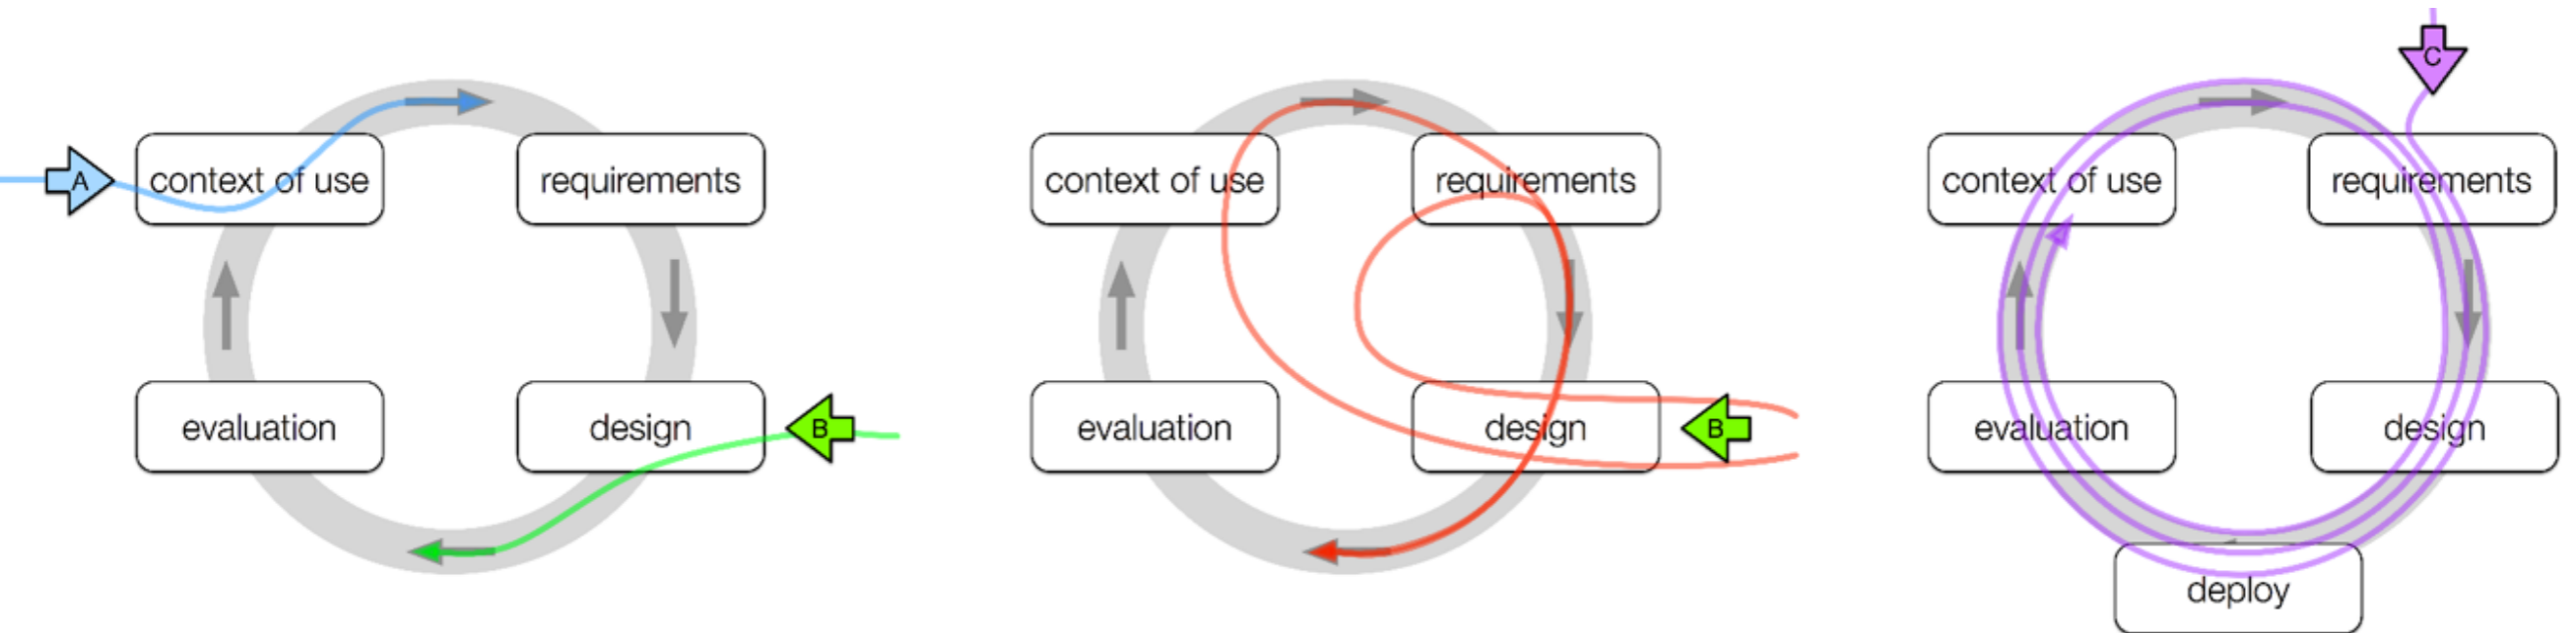 A
context of use
requirements
evaluation
design
B
context of use
requirements
evaluation
design
B
C
context of use
requirements
evaluation
design
deploy